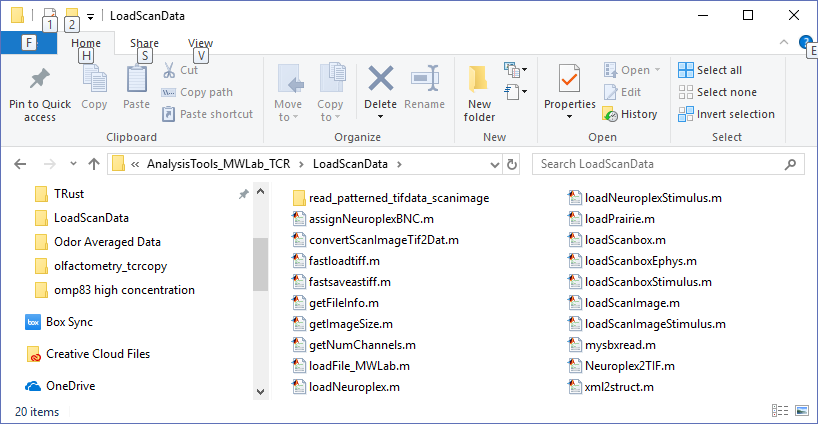 1 2 LoadScanData
F Home Share View
H S V E
Pin to Quick access
Copy
Paste
Cut
Copy path
Paste shortcut
Clipboard
Move to
Copy to
Delete
Rename
Organize
New folder
New
Properties
Open
Edit
History
Open
Select all
Select none
Invert selection
Select
« AnalysisTools_MWLab_TCR > LoadScanData >
Search LoadScanData
TRust
LoadScanData
Odor Averaged Data
olfactometry_tcrcopy
omp83 high concentration
box Box Sync
Creative Cloud Files
OneDrive
read_patterned_tifdata_scanimage
assignNeuroplexBNC.m
convertScanImageTif2Dat.m
fastloadtiff.m
fastsaveastiff.m
getFileInfo.m
getImageSize.m
getNumChannels.m
loadFile_MWLab.m
loadNeuroplex.m
loadNeuroplexStimulus.m
loadPrairie.m
loadScanbox.m
loadScanboxEphys.m
loadScanboxStimulus.m
loadScanImage.m
loadScanImageStimulus.m
mysbxread.m
Neuroplex2TIF.m
xml2struct.m
20 items